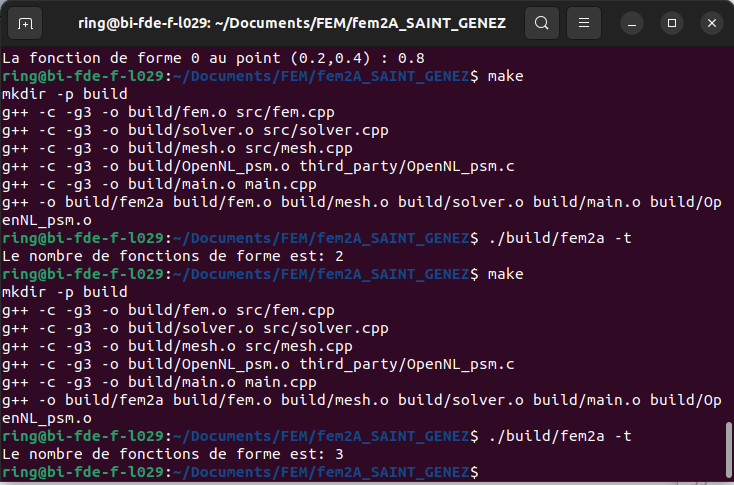 ring@bi-fde-f-l029: ~/Documents/FEM/fem2A_SAINT_GENEZ
La fonction de forme 0 au point (0.2,0.4) : 0.8
ring@bi-fde-f-l029:~/Documents/FEM/fem2A_SAINT_GENEZ$ make
mkdir -p build
g++ -c -g3 -o build/fem.o src/fem.cpp
g++ -c -g3 -o build/solver.o src/solver.cpp
g++ -c -g3 -o build/mesh.o src/mesh.cpp
g++ -c -g3 -o build/OpenNL_psm.o third_party/OpenNL_psm.c
g++ -c -g3 -o build/main.o main.cpp
g++ -o build/fem2a build/fem.o build/mesh.o build/solver.o build/main.o build/Op
enNL_psm.o
ring@bi-fde-f-l029:~/Documents/FEM/fem2A_SAINT_GENEZ$ ./build/fem2a -t
Le nombre de fonctions de forme est: 2
ring@bi-fde-f-l029:~/Documents/FEM/fem2A_SAINT_GENEZ$ make
mkdir -p build
g++ -c -g3 -o build/fem.o src/fem.cpp
g++ -c -g3 -o build/solver.o src/solver.cpp
g++ -c -g3 -o build/mesh.o src/mesh.cpp
g++ -c -g3 -o build/OpenNL_psm.o third_party/OpenNL_psm.c
g++ -c -g3 -o build/main.o main.cpp
g++ -o build/fem2a build/fem.o build/mesh.o build/solver.o build/main.o build/Op
enNL_psm.o
ring@bi-fde-f-l029:~/Documents/FEM/fem2A_SAINT_GENEZ$ ./build/fem2a -t
Le nombre de fonctions de forme est: 3
ring@bi-fde-f-l029:~/Documents/FEM/fem2A_SAINT_GENEZ$